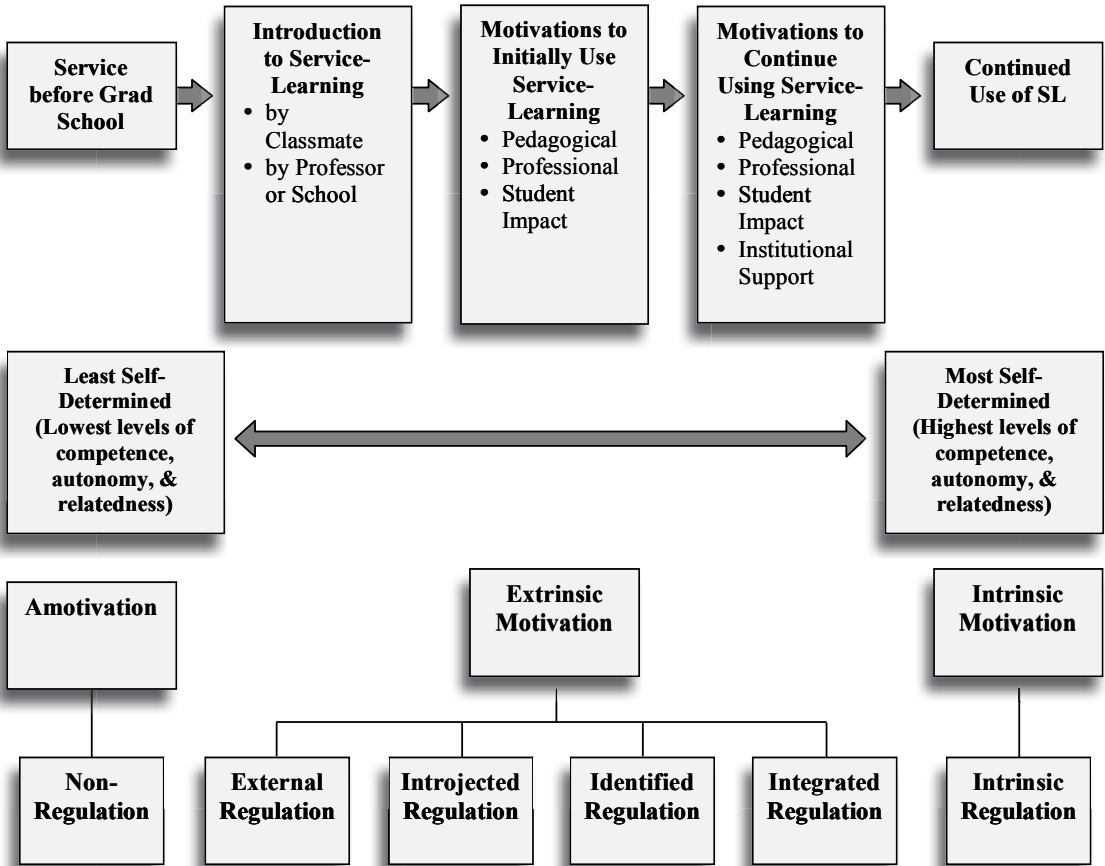 Service
before Grad
School
Introduction
to Service-
Learning
• by
Classmate
• by Professor
or School
Motivations to
Initially Use
Service-
Learning
• Pedagogical
• Professional
• Student
Impact
Motivations to
Continue
Using Service-
Learning
• Pedagogical
• Professional
• Student
Impact
• Institutional
Support
Continued
Use of SL
Least Self-
Determined
(Lowest levels of
competence,
autonomy, &
relatedness)
Most Self-
Determined
(Highest levels of
competence,
autonomy, &
relatedness)
Amotivation
Extrinsic
Motivation
Intrinsic
Motivation
Non-
Regulation
External
Regulation
Introjected
Regulation
Identified
Regulation
Integrated
Regulation
Intrinsic
Regulation